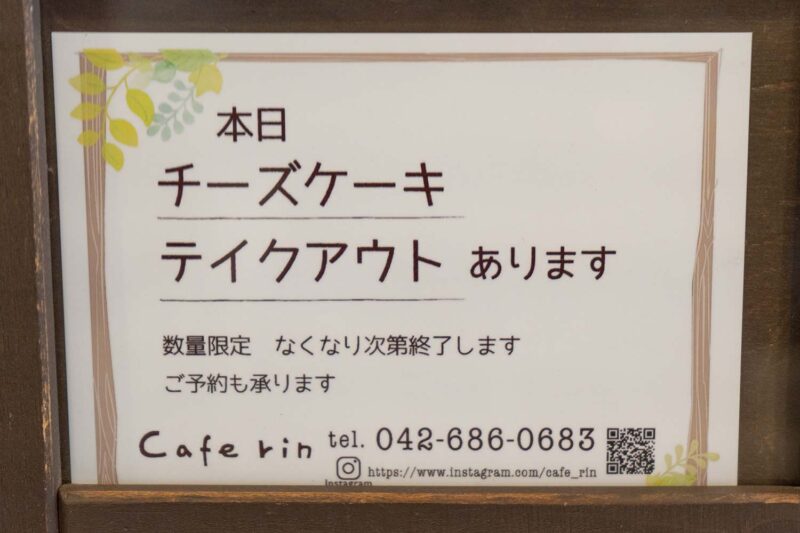 本日
チーズケーキ
テイクアウト あります
数量限定 なくなり次第終了します
ご予約も承ります
Cafe rin tel. 042-686-0683
https://www.instagram.com/cafe_rin
Instagram